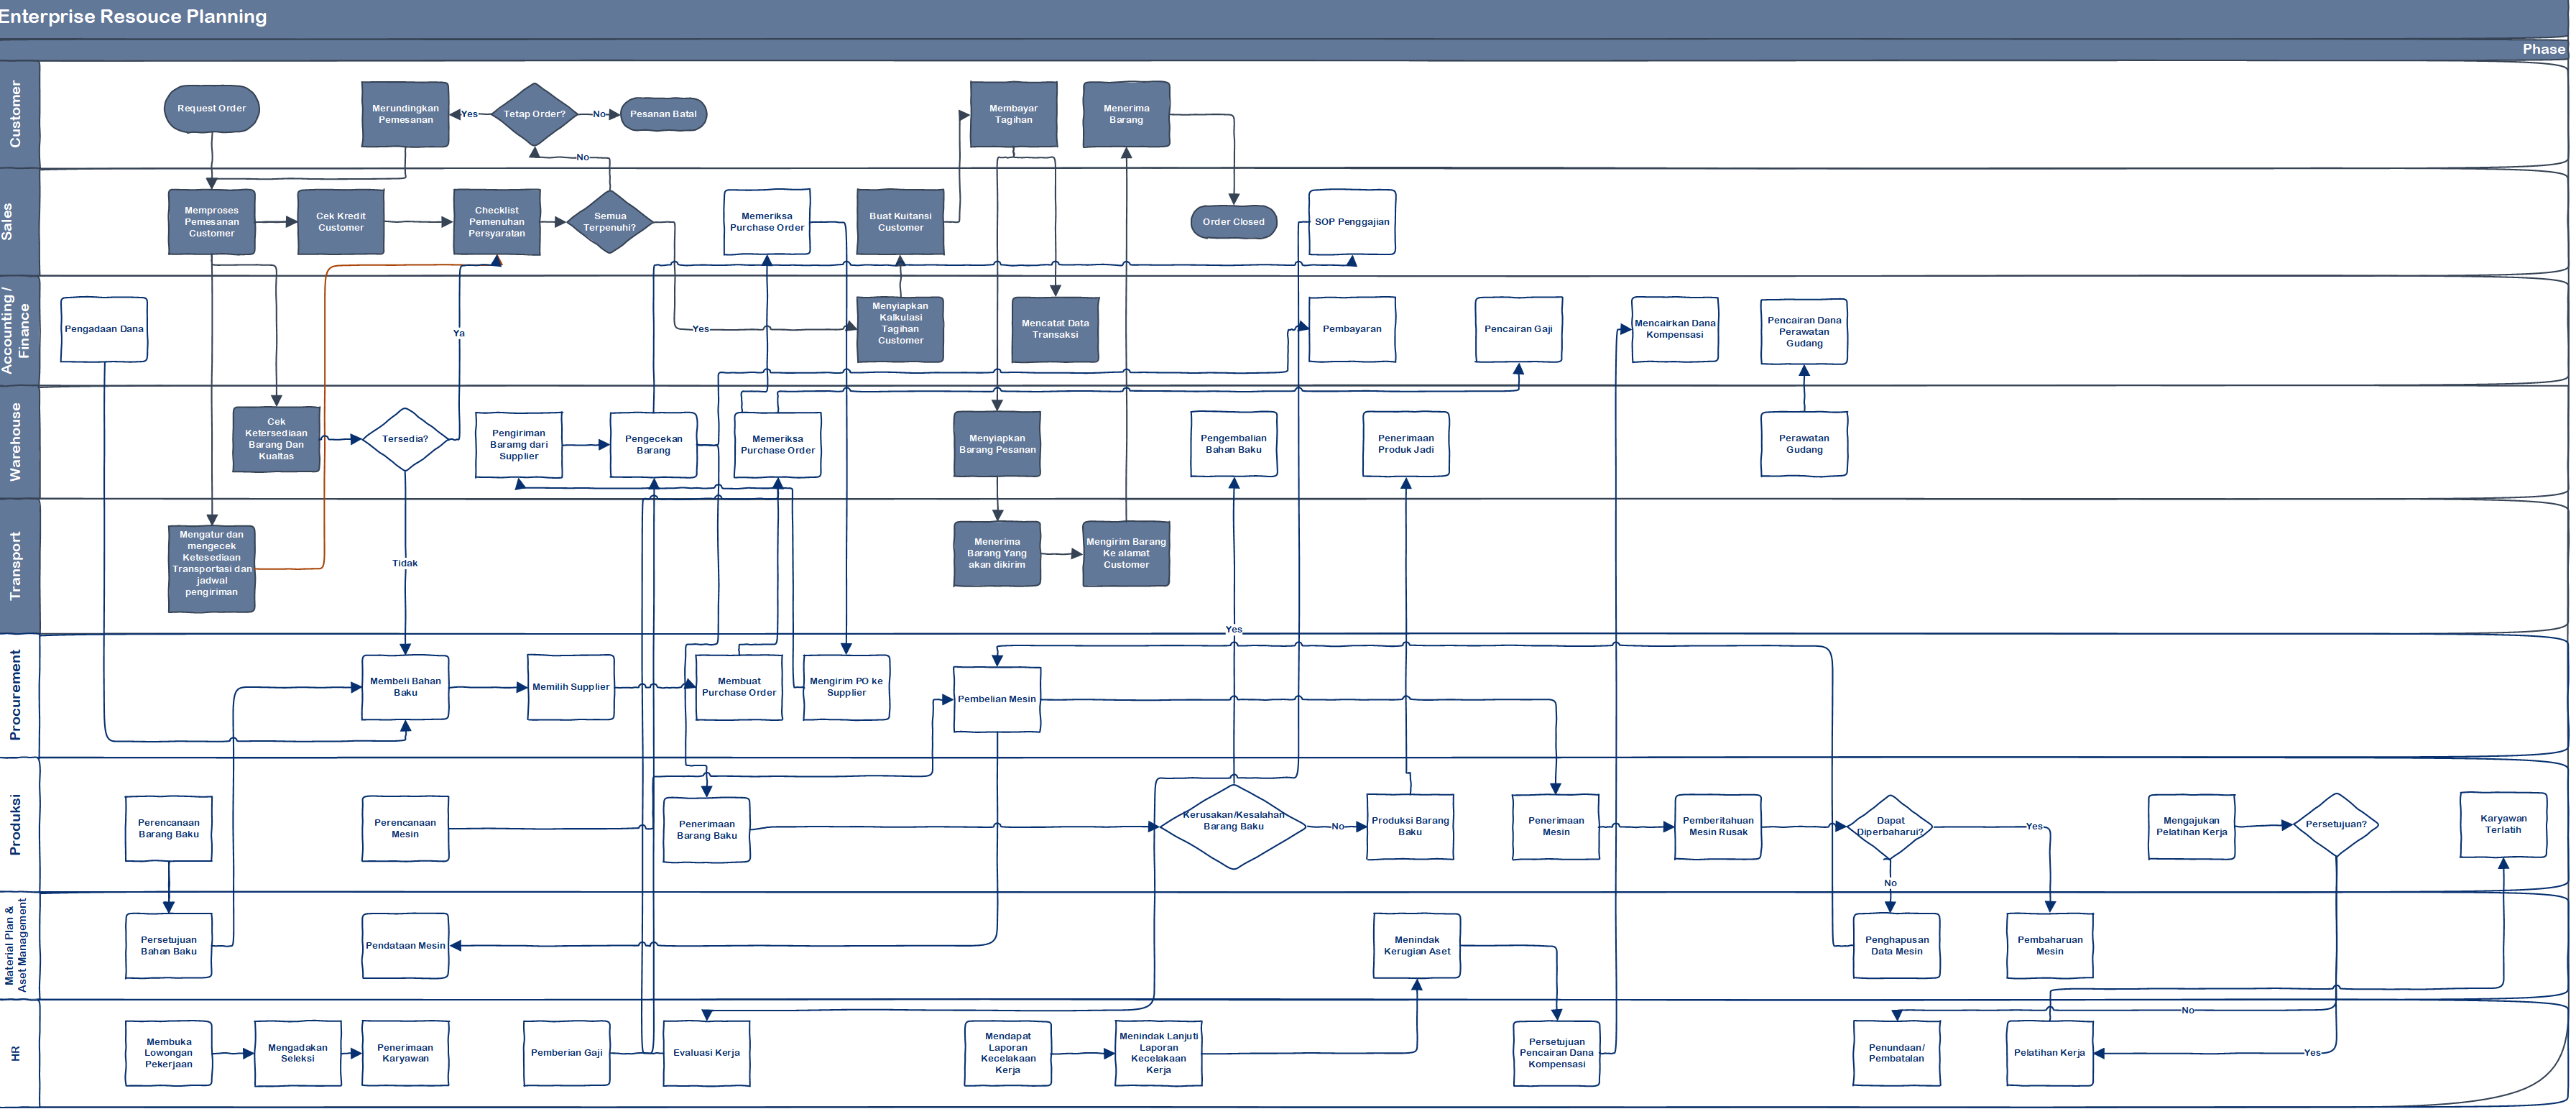 Enterprise Resouce Planning
Phase
Customer
Request Order
Merundingkan
Pemesanan
Yes
Tetap Order?
No
Pesanan Batal
No
Membayar
Tagihan
Menerima
Barang
Sales
Memproses
Pemesanan
Customer
Cek Kredit
Customer
Checklist
Pemenuhan
Persyaratan
Semua
Terpenuhi?
Memeriksa
Purchase Order
Buat Kuitansi
Customer
Order Closed
SOP Penggajian
Accounting /
Finance
Pengadaan Dana
Ya
Yes
Menyiapkan
Kalkulasi
Tagihan
Customer
Mencatat Data
Transaksi
Pembayaran
Pencairan Gaji
Mencairkan Dana
Kompensasi
Pencairan Dana
Perawatan
Gudang
Warehouse
Cek
Ketersediaan
Barang Dan
Kualtas
Tersedia?
Pengiriman
Baramg dari
Supplier
Pengecekan
Barang
Memeriksa
Purchase Order
Menyiapkan
Barang Pesanan
Pengembalian
Bahan Baku
Penerimaan
Produk Jadi
Perawatan
Gudang
Transport
Mengatur dan
mengecek
Ketesediaan
Transportasi dan
jadwal
pengiriman
Tidak
Menerima
Barang Yang
akan dikirim
Mengirim Barang
Ke alamat
Customer
Yes
Procurement
Membeli Bahan
Baku
Memilih Supplier
Membuat
Purchase Order
Mengirim PO ke
Supplier
Pembelian Mesin
Produksi
Perencanaan
Barang Baku
Perencanaan
Mesin
Penerimaan
Barang Baku
Kerusakan/Kesalahan
Barang Baku
No
Produksi Barang
Baku
Penerimaan
Mesin
Pemberitahuan
Mesin Rusak
Dapat
Diperbaharui?
Yes
No
Mengajukan
Pelatihan Kerja
Persetujuan?
Karyawan
Terlatih
Material Plan &
Asset Management
Persetujuan
Bahan Baku
Pendataan Mesin
Menindak
Kerugian Aset
Penghapusan
Data Mesin
Pembaharuan
Mesin
HR
Membuka
Lowongan
Pekerjaan
Mengadakan
Seleksi
Penerimaan
Karyawan
Pemberian Gaji
Evaluasi Kerja
Mendapat
Laporan
Kecelakaan
Kerja
Menindak Lanjuti
Laporan
Kecelakaan
Kerja
Persetujuan
Pencairan Dana
Kompensasi
No
Penundaan/
Pembatalan
Pelatihan Kerja
Yes